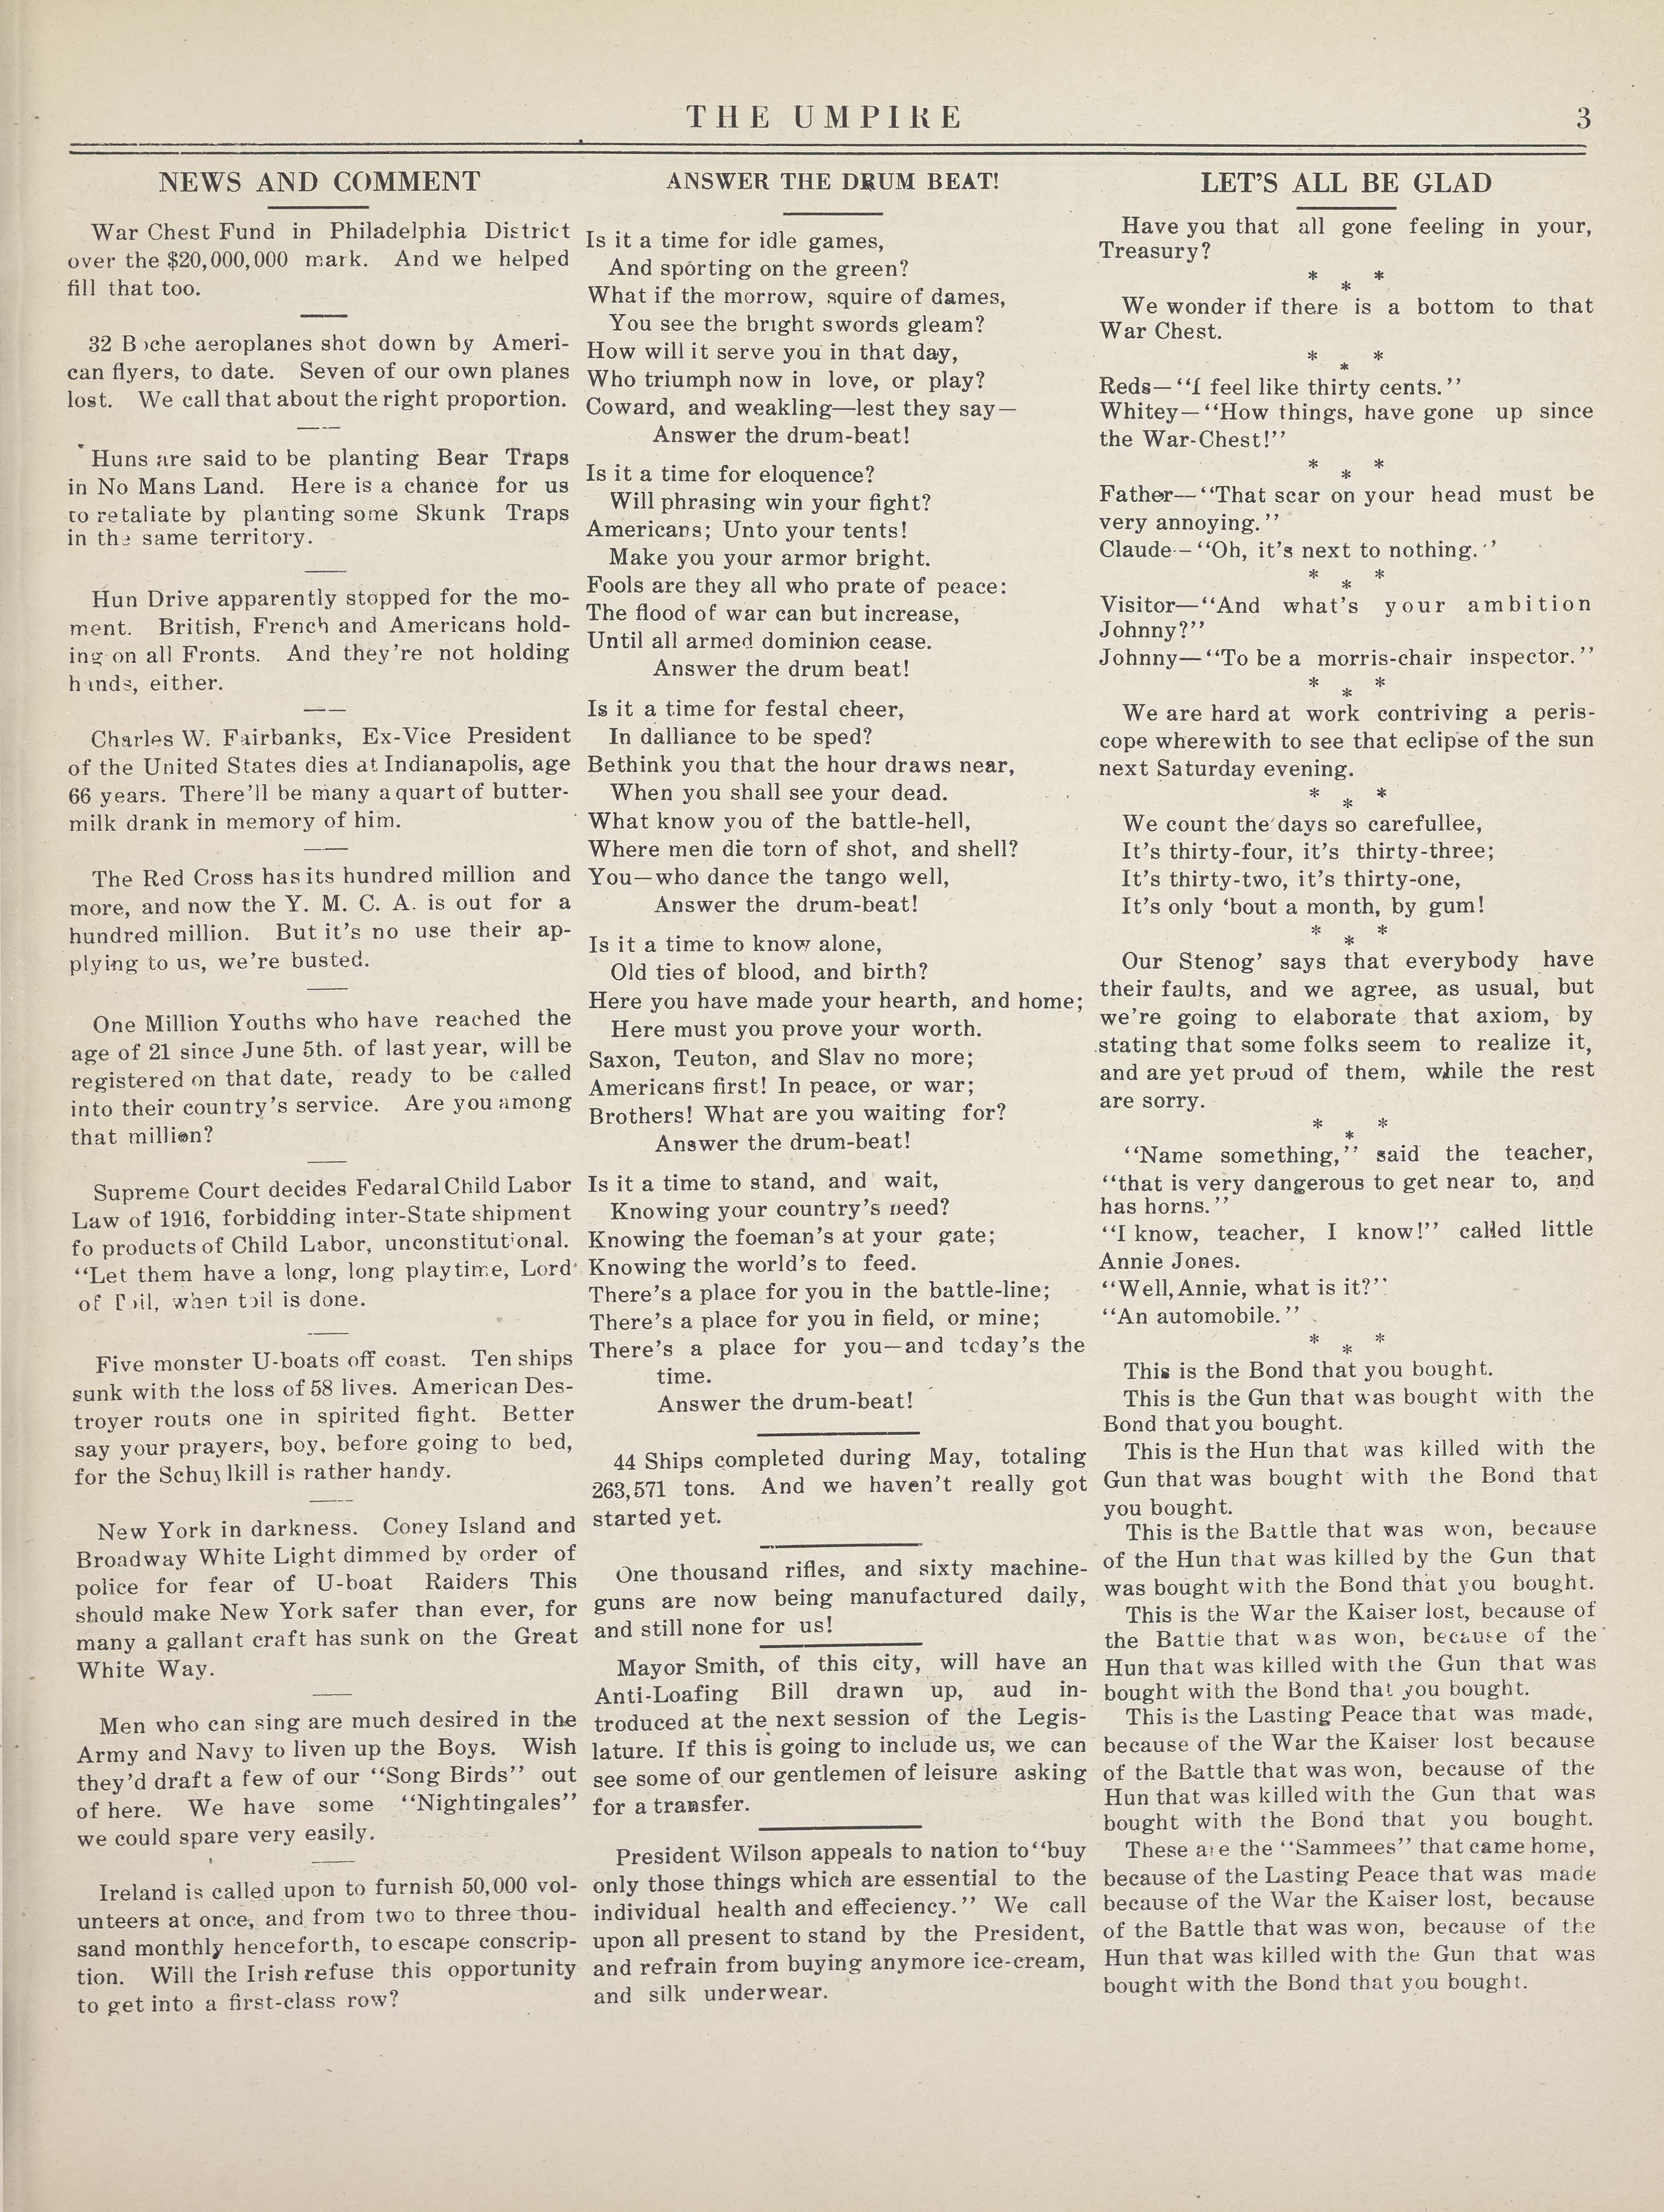 THE UMPIRE
3
NEWS AND COMMENT
War Chest Fund in Philadelphia District
over the $20,000,000 mark. And we helped
fill that too.
32 Boche aeroplanes shot down by Ameri-
can flyers, to date. Seven of our own planes
lost. We call that about the right proportion.
Huns are said to be planting Bear Traps
in No Mans Land. Here is a chance for us
to retaliate by planting some Skunk Traps
in the same territory.
Hun Drive apparently stopped for the mo-
ment. British, French and Americans hold-
ing on all Fronts. And they're not holding
hands, either.
Charles W. Fairbanks, Ex-Vice President
of the United States dies at Indianapolis, age
66 years. There'll be many a quart of butter-
milk drank in memory of him.
The Red Cross has its hundred million and
more, and now the Y. M. C. A. is out for a
hundred million. But it's no use their ap-
plying to us, we're busted.
One Million Youths who have reached the
age of 21 since June 5th. of last year, will be
registered on that date, ready to be called
into their country's service. Are you among
that million?
Supreme Court decides Fedaral Child Labor
Law of 1916, forbidding inter-State shipment
fo products of Child Labor, unconstitutional.
"Let them have a long, long playtime, Lord
of Toil, when toil is done.
Five monster U-boats off coast. Ten ships
sunk with the loss of 58 lives. American Des-
troyer routs one in spirited fight. Better
say your prayers, boy, before going to bed,
for the Schuylkill is rather handy.
New York in darkness. Coney Island and
Broadway White Light dimmed by order of
police for fear of U-boat Raiders This
should make New York safer than ever, for
many a gallant craft has sunk on the Great
White Way.
Men who can sing are much desired in the
Army and Navy to liven up the Boys. Wish
they'd draft a few of our "Song Birds" out
of here. We have some "Nightingales"
we could spare very easily.
Ireland is called upon to furnish 50,000 vol-
unteers at once, and from two to three thou-
sand monthly henceforth, to escape conscrip-
tion. Will the Irish refuse this opportunity
to get into a first-class row?
ANSWER THE DRUM BEAT!
Is it a time for idle games,
And sporting on the green?
What if the morrow, squire of dames,
You see the bright swords gleam?
How will it serve you in that day,
Who triumph now in love, or play?
Coward, and weakling—lest they say—
Answer the drum-beat!
Is it a time for eloquence?
Will phrasing win your fight?
Americans; Unto your tents!
Make you your armor bright.
Fools are they all who prate of peace:
The flood of war can but increase,
Until all armed dominion cease.
Answer the drum beat!
Is it a time for festal cheer,
In dalliance to be sped?
Bethink you that the hour draws near,
When you shall see your dead.
What know you of the battle-hell,
Where men die torn of shot, and shell?
You—who dance the tango well,
Answer the drum-beat!
Is it a time to know alone,
Old ties of blood, and birth?
Here you have made your hearth, and home;
Here must you prove your worth.
Saxon, Teuton, and Slav no more;
Americans first! In peace, or war;
Brothers! What are you waiting for?
Answer the drum-beat!
Is it a time to stand, and wait,
Knowing your country's need?
Knowing the foeman's at your gate;
Knowing the world's to feed.
There's a place for you in the battle-line;
There's a place for you in field, or mine;
There's a place for you—and today's the
time.
Answer the drum-beat!
44 Ships completed during May, totaling
263,571 tons. And we haven't really got
started yet.
One thousand rifles, and sixty machine-
guns are now being manufactured daily,
and still none for us!
Mayor Smith, of this city, will have an
Anti-Loafing Bill drawn up, aud in-
troduced at the next session of the Legis-
lature. If this is going to include us, we can
see some of our gentlemen of leisure asking
for a transfer.
President Wilson appeals to nation to "buy
only those things which are essential to the
individual health and effeciency." We call
upon all present to stand by the President,
and refrain from buying anymore ice-cream,
and silk underwear.
LET'S ALL BE GLAD
Have you that all gone feeling in your,
Treasury?
* * *
We wonder if there is a bottom to that
War Chest.
* * *
Reds—"I feel like thirty cents."
Whitey—"How things, have gone up since
the War-Chest!"
* * *
Father—"That scar on your head must be
very annoying."
Claude—"Oh, it's next to nothing."
* * *
Visitor—"And what's your ambition
Johnny?"
Johnny—"To be a morris-chair inspector."
* * *
We are hard at work contriving a peris-
cope wherewith to see that eclipse of the sun
next Saturday evening.
* * *
We count the days so carefullee,
It's thirty-four, it's thirty-three;
It's thirty-two, it's thirty-one,
It's only 'bout a month, by gum!
* * *
Our Stenog' says that everybody have
their faults, and we agree, as usual, but
we're going to elaborate that axiom, by
stating that some folks seem to realize it,
and are yet proud of them, while the rest
are sorry.
* * *
"Name something," said the teacher,
"that is very dangerous to get near to, and
has horns."
"I know, teacher, I know!" called little
Annie Jones.
"Well, Annie, what is it?"
"An automobile."
* * *
This is the Bond that you bought.
This is the Gun that was bought with the
Bond that you bought.
This is the Hun that was killed with the
Gun that was bought with the Bond that
you bought.
This is the Battle that was won, because
of the Hun that was killed by the Gun that
was bought with the Bond that you bought.
This is the War the Kaiser lost, because of
the Battle that was won, because of the
Hun that was killed with the Gun that was
bought with the Bond that you bought.
This is the Lasting Peace that was made,
because of the War the Kaiser lost because
of the Battle that was won, because of the
Hun that was killed with the Gun that was
bought with the Bond that you bought.
These are the "Sammees" that came home,
because of the Lasting Peace that was made
because of the War the Kaiser lost, because
of the Battle that was won, because of the
Hun that was killed with the Gun that was
bought with the Bond that you bought.